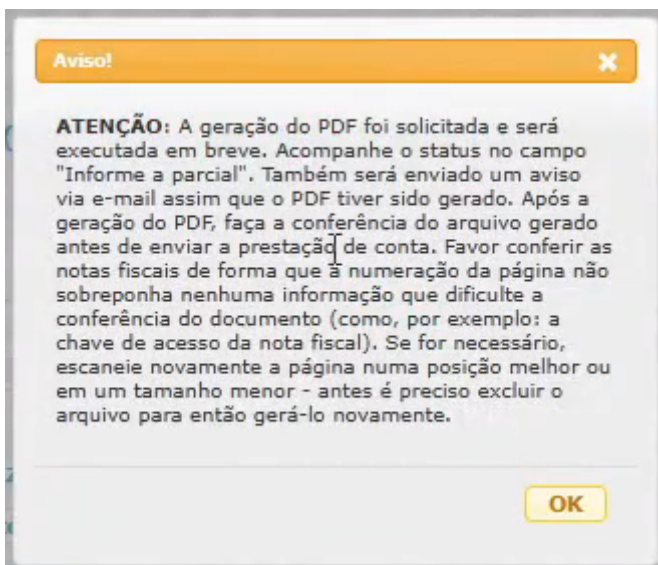 Aviso!
ATENÇÃO: A geração do PDF foi solicitada e será
executada em breve. Acompanhe o status no campo
"Informe a parcial". Também será enviado um aviso
via e-mail assim que o PDF tiver sido gerado. Após a
geração do PDF, faça a conferência do arquivo gerado
antes de enviar a prestação de conta. Favor conferir as
notas fiscais de forma que a numeração da página não
sobreponha nenhuma informação que dificulte a
conferência do documento (como, por exemplo: a
chave de acesso da nota fiscal). Se for necessário,
escaneie novamente a página numa posição melhor ou
em um tamanho menor - antes é preciso excluir o
arquivo para então gerá-lo novamente.
OK